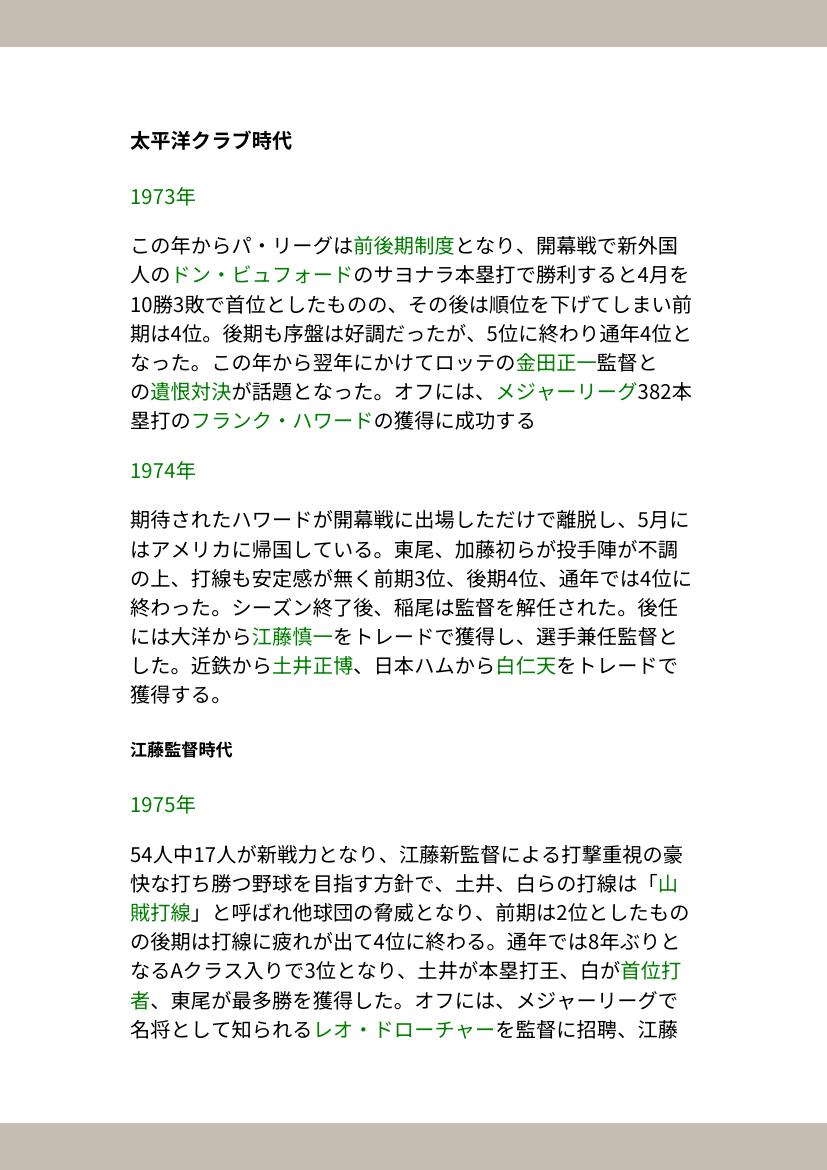 太平洋クラブ時代
1973年
この年からパ・リーグは前後期制度となり、開幕戦で新外国
人のドン・ビュフォードのサヨナラ本塁打で勝利すると4月を
10勝3敗で首位としたものの、その後は順位を下げてしまい前
期は4位。後期も序盤は好調だったが、5位に終わり通年4位と
なった。この年から翌年にかけてロッテの金田正一監督と
の遺恨対決が話題となった。オフには、メジャーリーグ382本
塁打のフランク・ハワードの獲得に成功する
1974年
期待されたハワードが開幕戦に出場しただけで離脱し、5月に
はアメリカに帰国している。東尾、加藤初らが投手陣が不調
の上、打線も安定感が無く前期3位、後期4位、通年では4位に
終わった。シーズン終了後、稲尾は監督を解任された。後任
には大洋から江藤慎一をトレードで獲得し、選手兼任監督と
した。近鉄から土井正博、日本ハムから白仁天をトレードで
獲得する。
江藤監督時代
1975年
54人中17人が新戦力となり、江藤新監督による打撃重視の豪
快な打ち勝つ野球を目指す方針で、土井、白らの打線は「山
賊打線」と呼ばれ他球団の脅威となり、前期は2位としたもの
の後期は打線に疲れが出て4位に終わる。通年では8年ぶりと
なるAクラス入りで3位となり、土井が本塁打王、白が首位打
者、東尾が最多勝を獲得した。オフには、メジャーリーグで
名将として知られるレオ・ドローチャーを監督に招聘、江藤